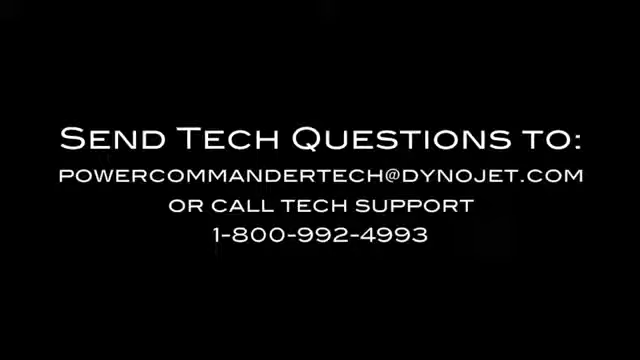 SEND TECH QUESTIONS TO:
POWERCOMMANDERTECH@DYNOJET.COM
OR CALL TECH SUPPORT
1-800-992-4993